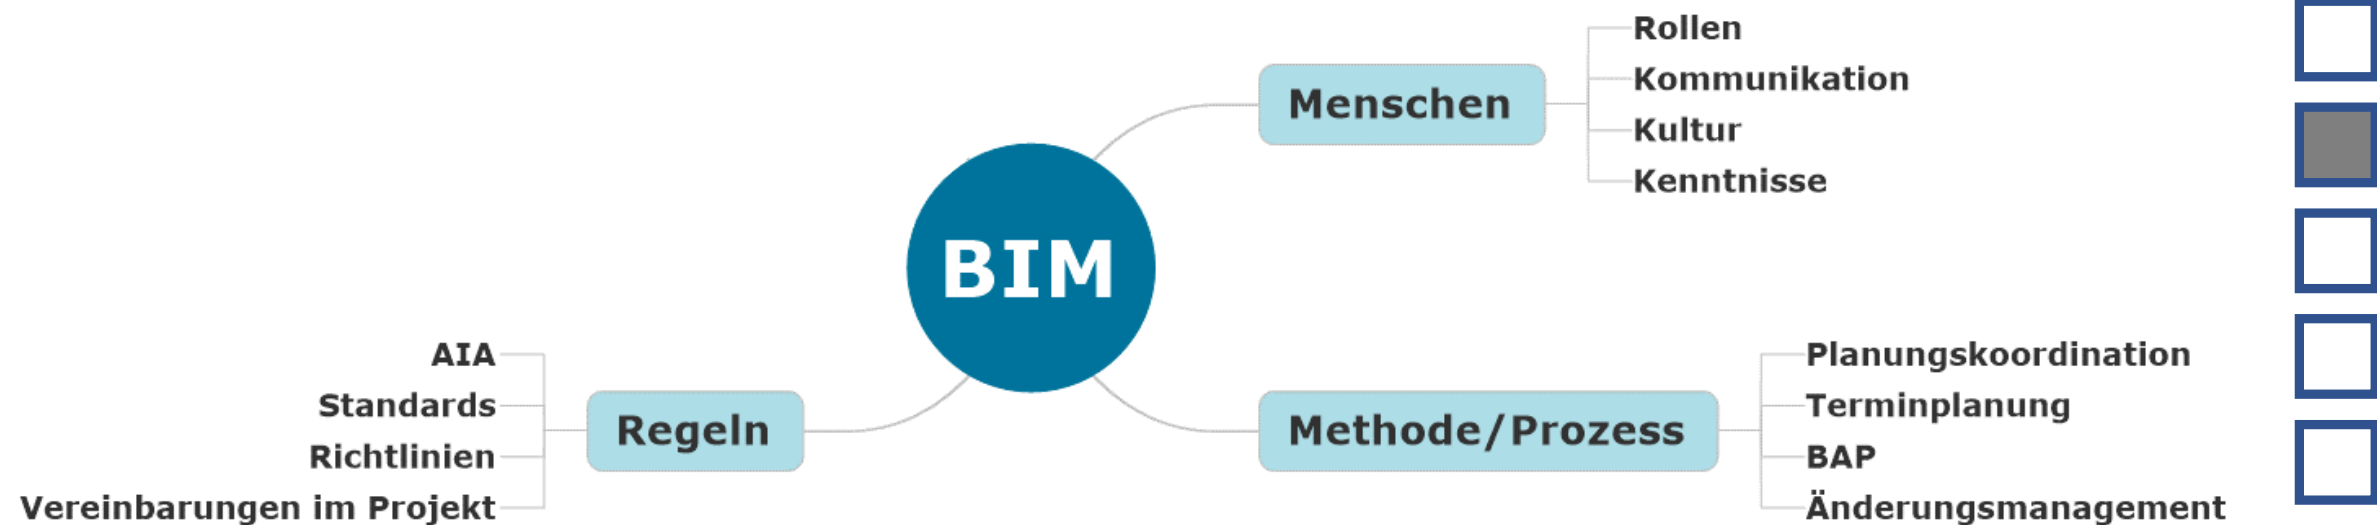 BIM
Menschen
Rollen
Kommunikation
Kultur
Kenntnisse
Methode/Prozess
Planungskoordination
Terminplanung
BAP
Änderungsmanagement
Regeln
AIA
Standards
Richtlinien
Vereinbarungen im Projekt